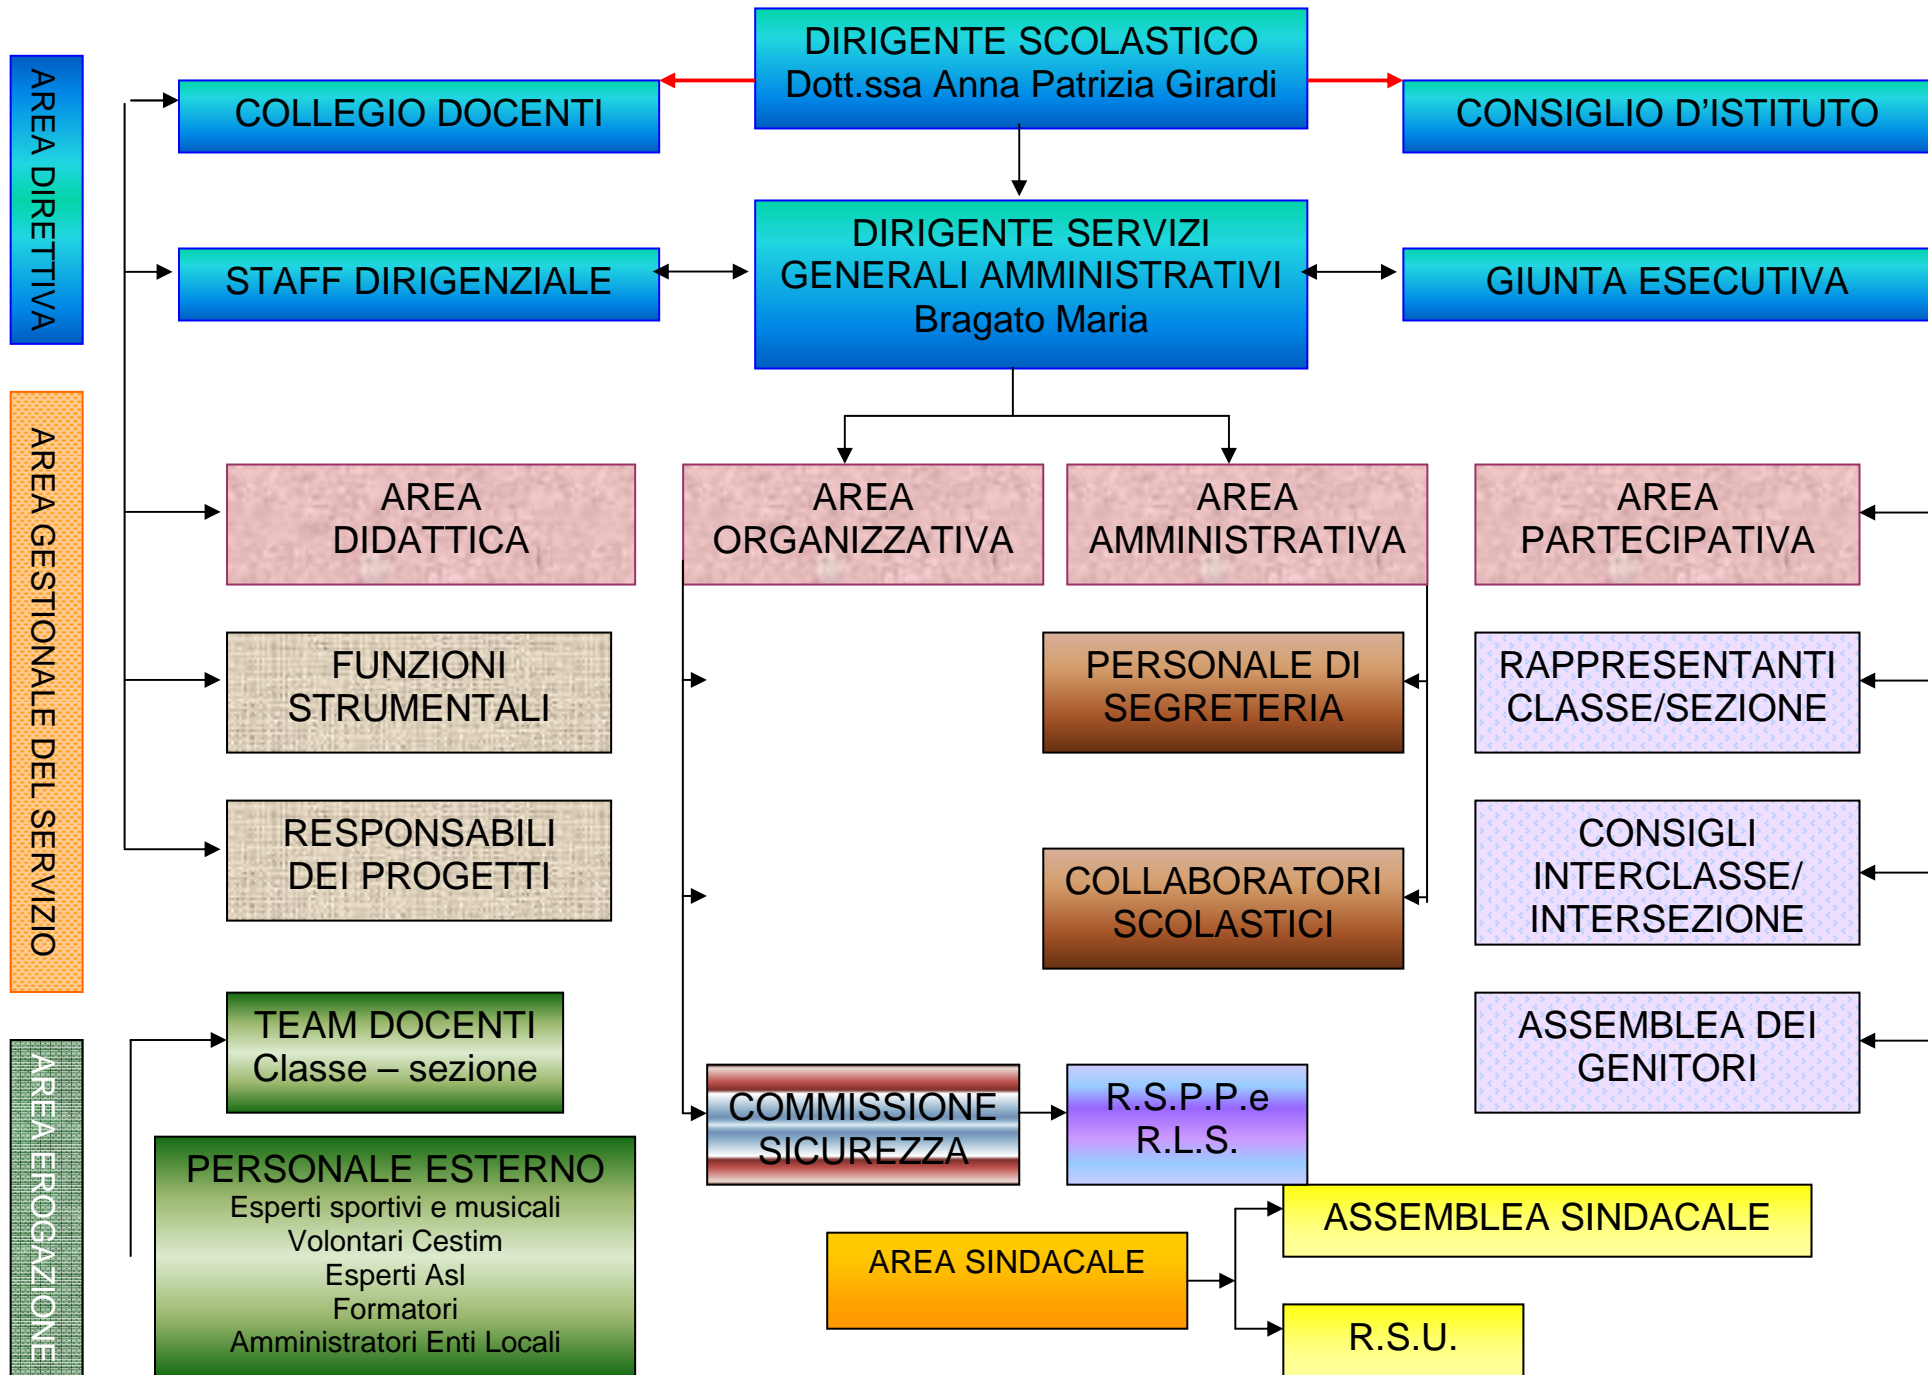 DIRIGENTE SCOLASTICO
Dott.ssa Anna Patrizia Girardi
AREA DIRETTIVA
COLLEGIO DOCENTI
CONSIGLIO D'ISTITUTO
DIRIGENTE SERVIZI
GENERALI AMMINISTRATIVI
Bragato Maria
STAFF DIRIGENZIALE
GIUNTA ESECUTIVA
AREA GESTIONALE DEL SERVIZIO
AREA
DIDATTICA
AREA
ORGANIZZATIVA
AREA
AMMINISTRATIVA
AREA
PARTECIPATIVA
FUNZIONI
STRUMENTALI
PERSONALE DI
SEGRETERIA
RAPPRESENTANTI
CLASSE/SEZIONE
RESPONSABILI
DEI PROGETTI
COLLABORATORI
SCOLASTICI
CONSIGLI
INTERCLASSE/
INTERSEZIONE
AREA EROGAZIONE
TEAM DOCENTI
Classe – sezione
ASSEMBLEA DEI
GENITORI
COMMISSIONE
SICUREZZA
R.S.P.P.e
R.L.S.
PERSONALE ESTERNO
Esperti sportivi e musicali
Volontari Cestim
Esperti Asl
Formatori
Amministratori Enti Locali
AREA SINDACALE
ASSEMBLEA SINDACALE
R.S.U.